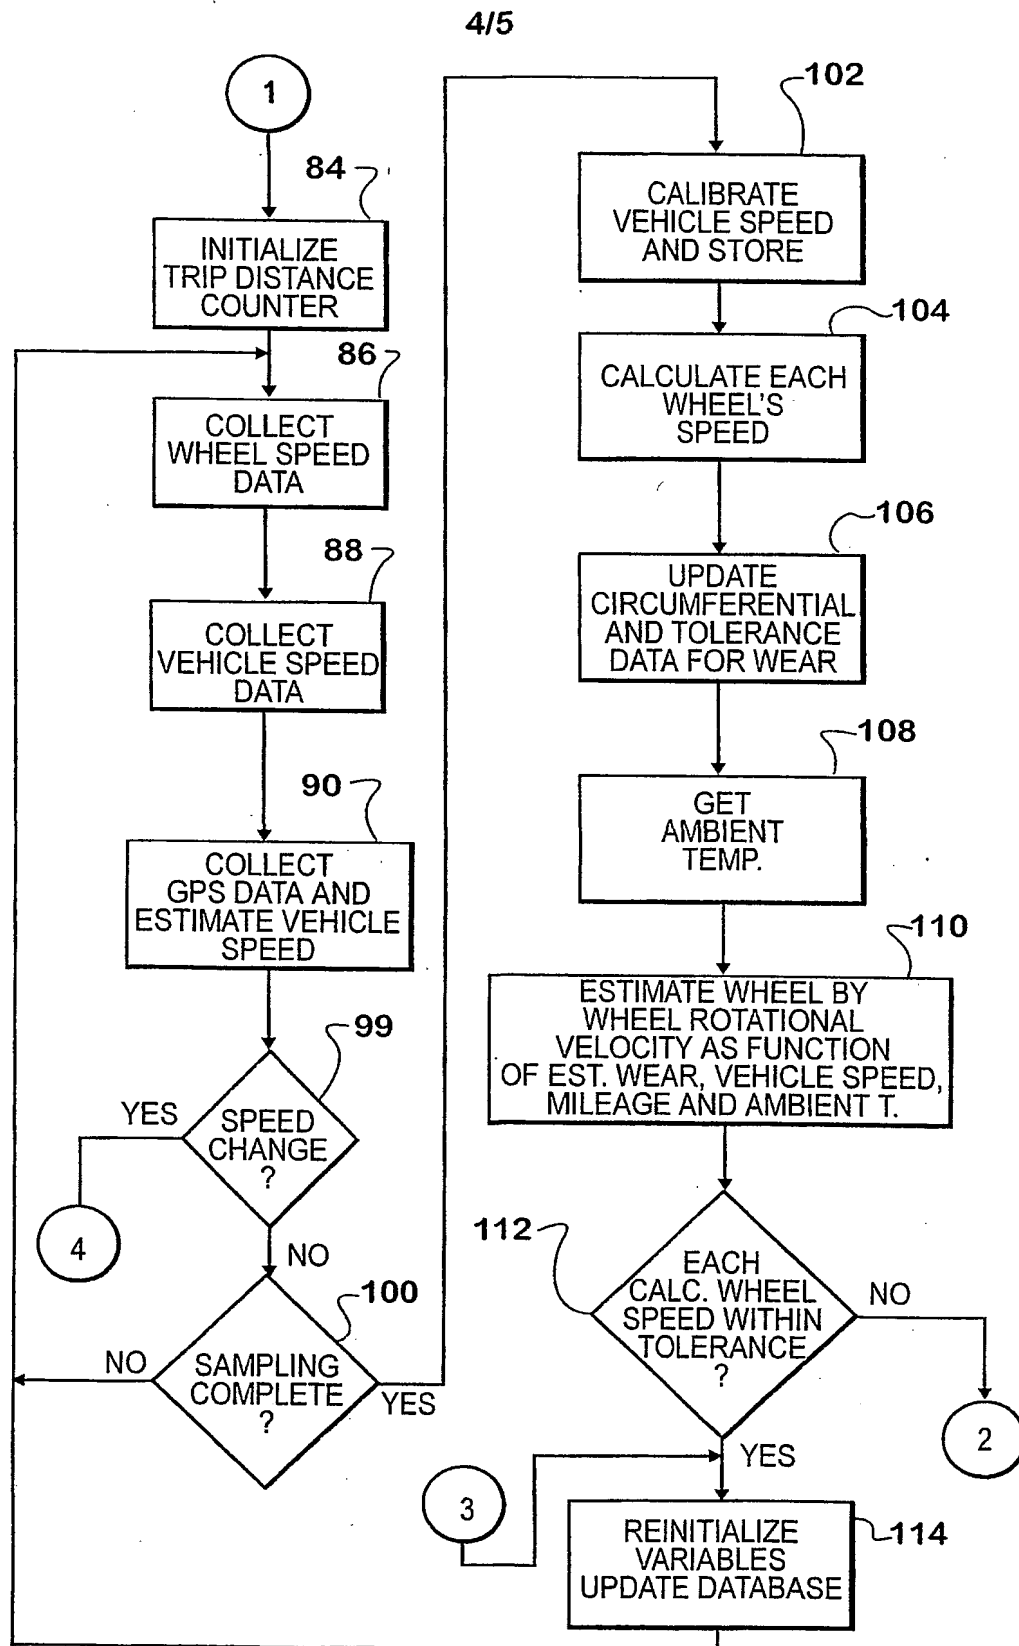 4/5
1
84
INITIALIZE
TRIP DISTANCE
COUNTER
86
COLLECT
WHEEL SPEED
DATA
88
COLLECT
VEHICLE SPEED
DATA
90
COLLECT
GPS DATA AND
ESTIMATE VEHICLE
SPEED
99
YES
SPEED
CHANGE
?
4
NO
100
NO
SAMPLING
COMPLETE
?
YES
102
CALIBRATE
VEHICLE SPEED
AND STORE
104
CALCULATE EACH
WHEEL'S
SPEED
106
UPDATE
CIRCUMFERENTIAL
AND TOLERANCE
DATA FOR WEAR
108
GET
AMBIENT
TEMP.
110
ESTIMATE WHEEL BY
WHEEL ROTATIONAL
VELOCITY AS FUNCTION
OF EST. WEAR, VEHICLE SPEED,
MILEAGE AND AMBIENT T.
112
EACH
CALC. WHEEL
SPEED WITHIN
TOLERANCE
?
NO
2
YES
3
114
REINITIALIZE
VARIABLES
UPDATE DATABASE